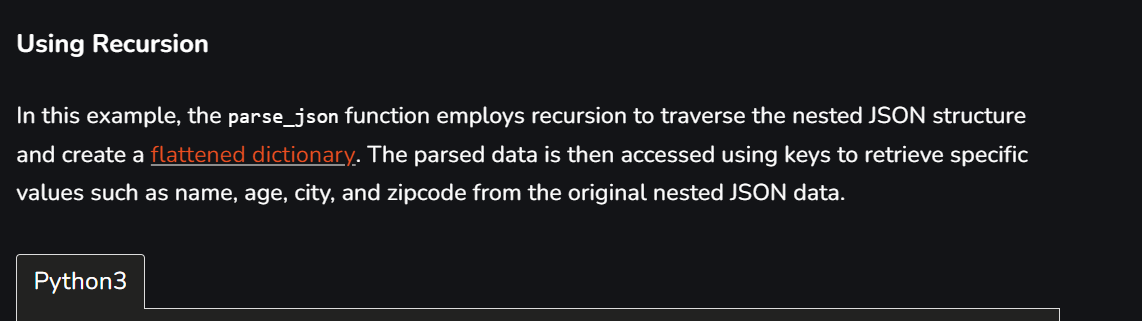 Using Recursion
In this example, the parse_json function employs recursion to traverse the nested JSON structure
and create a flattened dictionary. The parsed data is then accessed using keys to retrieve specific
values such as name, age, city, and zipcode from the original nested JSON data.
Python3